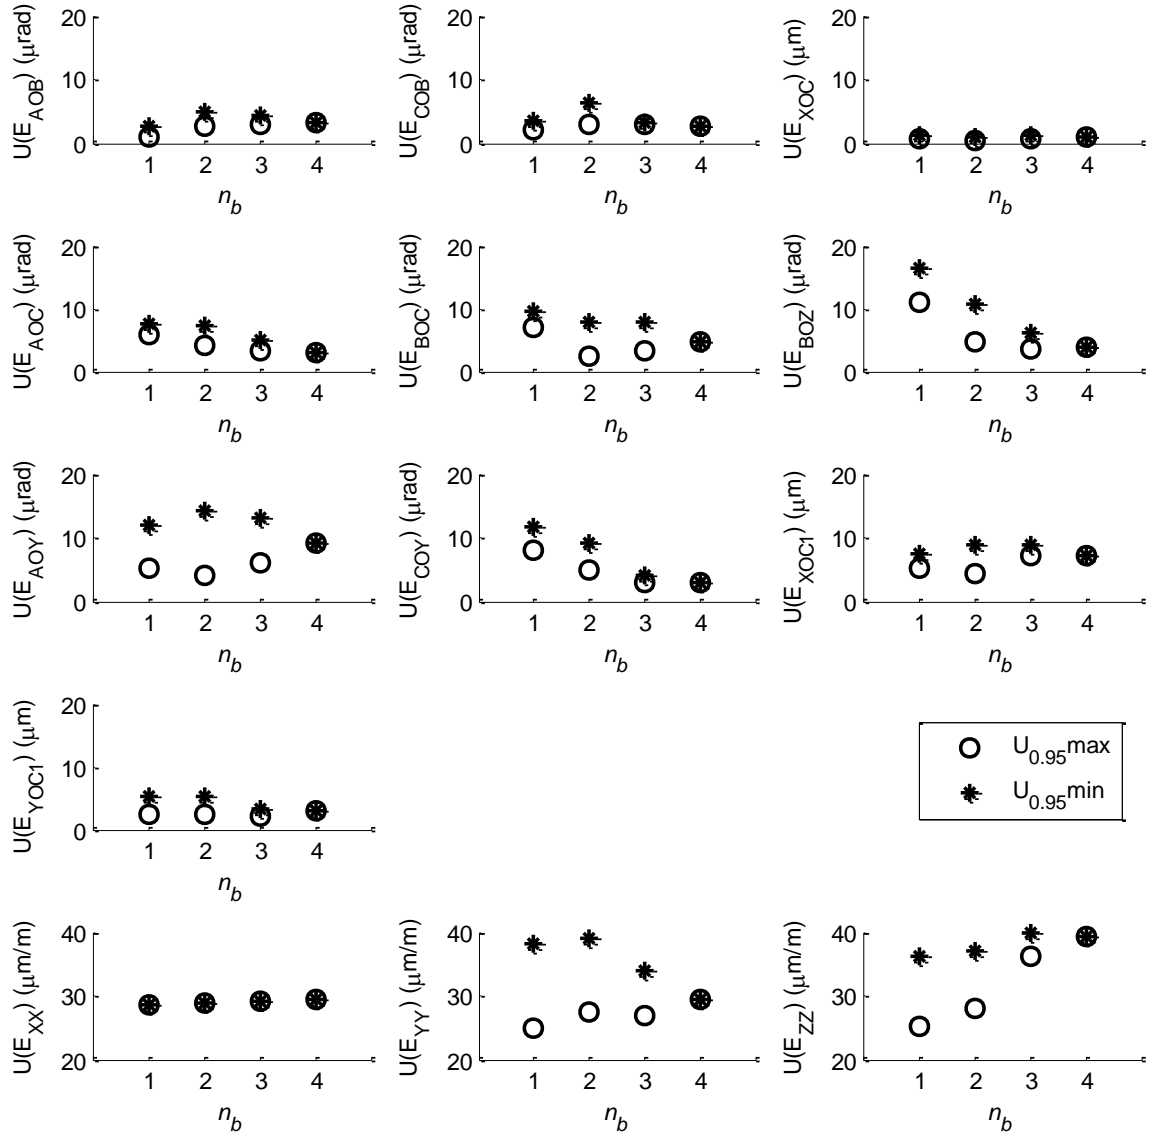 U(E_AOB) (μrad)
20
10
0
1 2 3 4
n_b
U(E_COB) (μrad)
20
10
0
1 2 3 4
n_b
U(E_XOC) (μm)
20
10
0
1 2 3 4
n_b
U(E_AOC) (μrad)
20
10
0
1 2 3 4
n_b
U(E_BOC) (μrad)
20
10
0
1 2 3 4
n_b
U(E_BOZ) (μrad)
20
10
0
1 2 3 4
n_b
U(E_AOY) (μrad)
20
10
0
1 2 3 4
n_b
U(E_COY) (μrad)
20
10
0
1 2 3 4
n_b
U(E_XOC1) (μm)
20
10
0
1 2 3 4
n_b
U(E_YOC1) (μm)
20
10
0
1 2 3 4
n_b
U_0.95max
U_0.95min
U(E_XX) (μm/m)
40
30
20
1 2 3 4
n_b
U(E_YY) (μm/m)
40
30
20
1 2 3 4
n_b
U(E_ZZ) (μm/m)
40
30
20
1 2 3 4
n_b